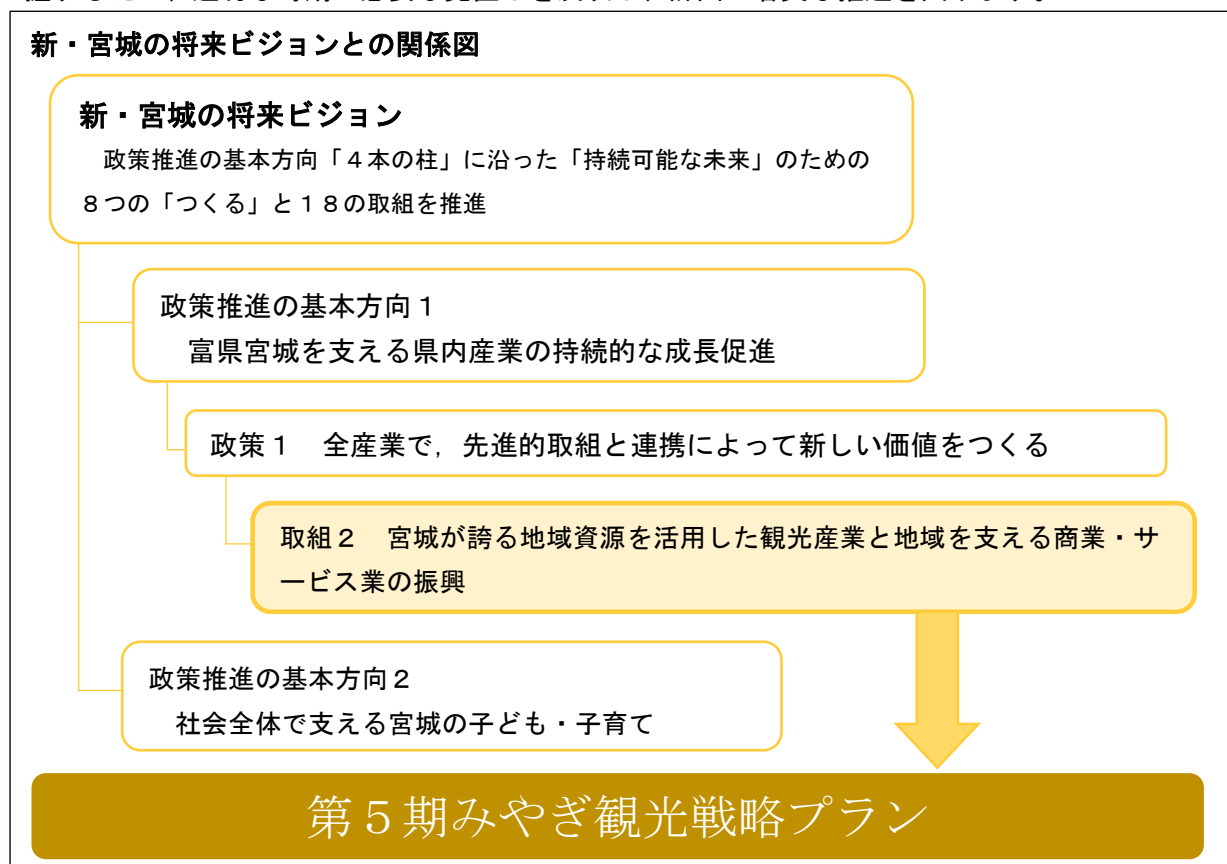 新・宮城の将来ビジョンとの関係図
新・宮城の将来ビジョン
政策推進の基本方向「４本の柱」に沿った「持続可能な未来」のための
８つの「つくる」と１８の取組を推進
政策推進の基本方向１
富県宮城を支える県内産業の持続的な成長促進
政策１　全産業で，先進的取組と連携によって新しい価値をつくる
取組２　宮城が誇る地域資源を活用した観光産業と地域を支える商業・サ
ービス業の振興
政策推進の基本方向２
社会全体で支える宮城の子ども・子育て
第５期みやぎ観光戦略プラン